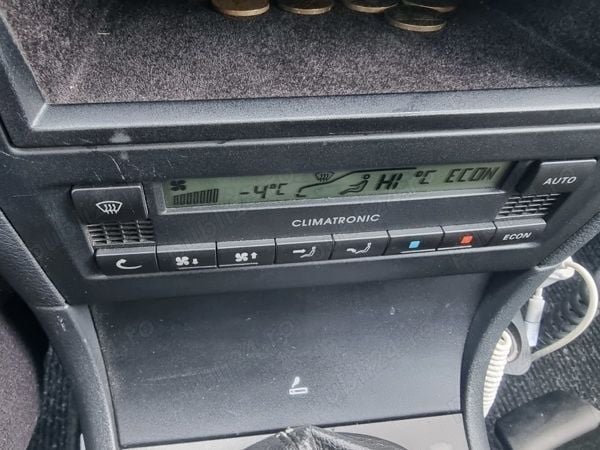 -4°C HI °C ECON
AUTO
CLIMATRONIC
ECON